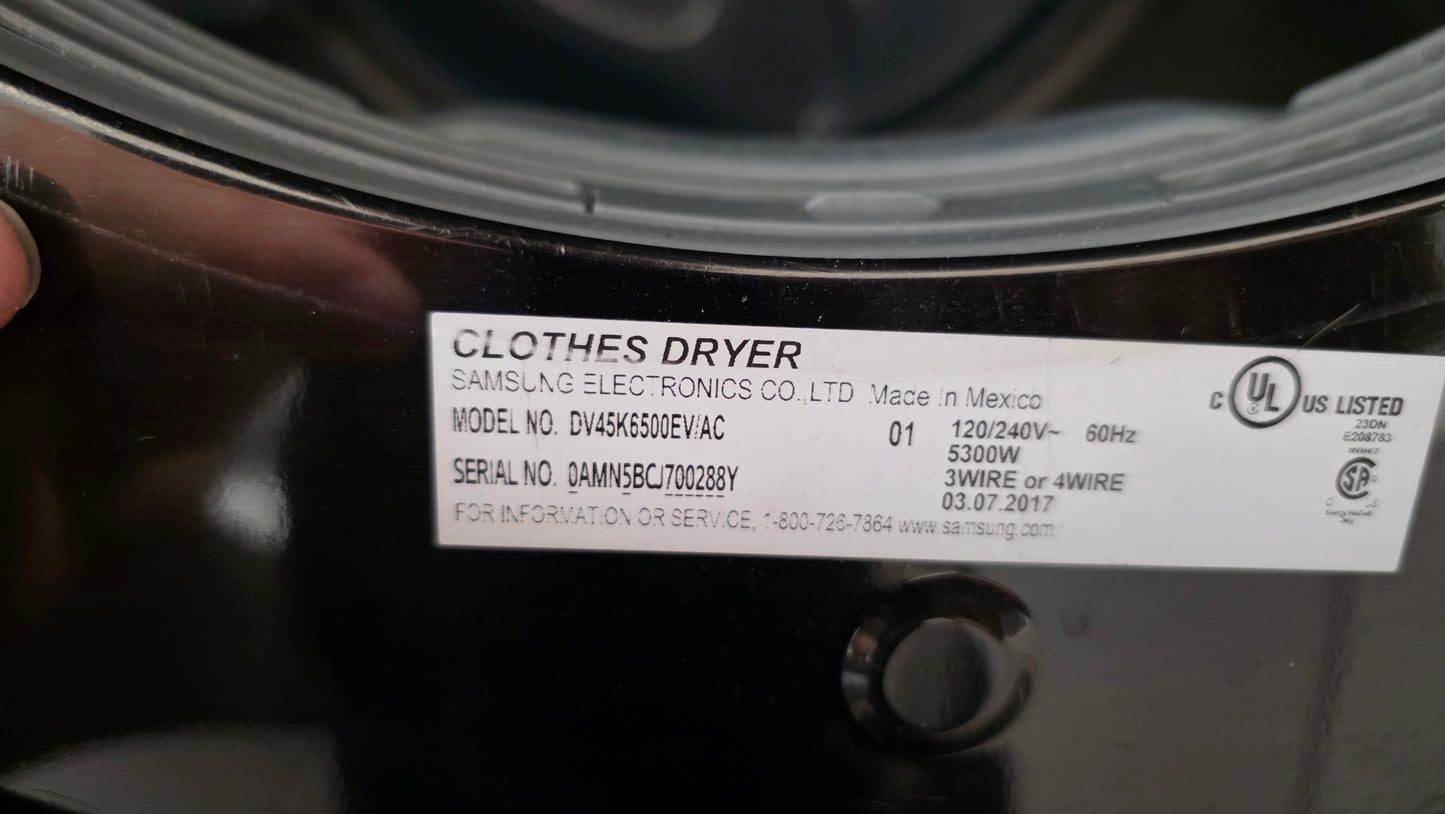 CLOTHES DRYER
SAMSUNG ELECTRONICS CO.,LTD Made in Mexico
MODEL NO. DV45K6500EV/AC 01 120/240V~ 60Hz
5300W
SERIAL NO. 0AMN5BCJ700288Y 3WIRE or 4WIRE
03.07.2017
FOR INFORMATION OR SERVICE, 1-800-726-7864 www.samsung.com
C UL ® US LISTED
23DN
E208783
SA